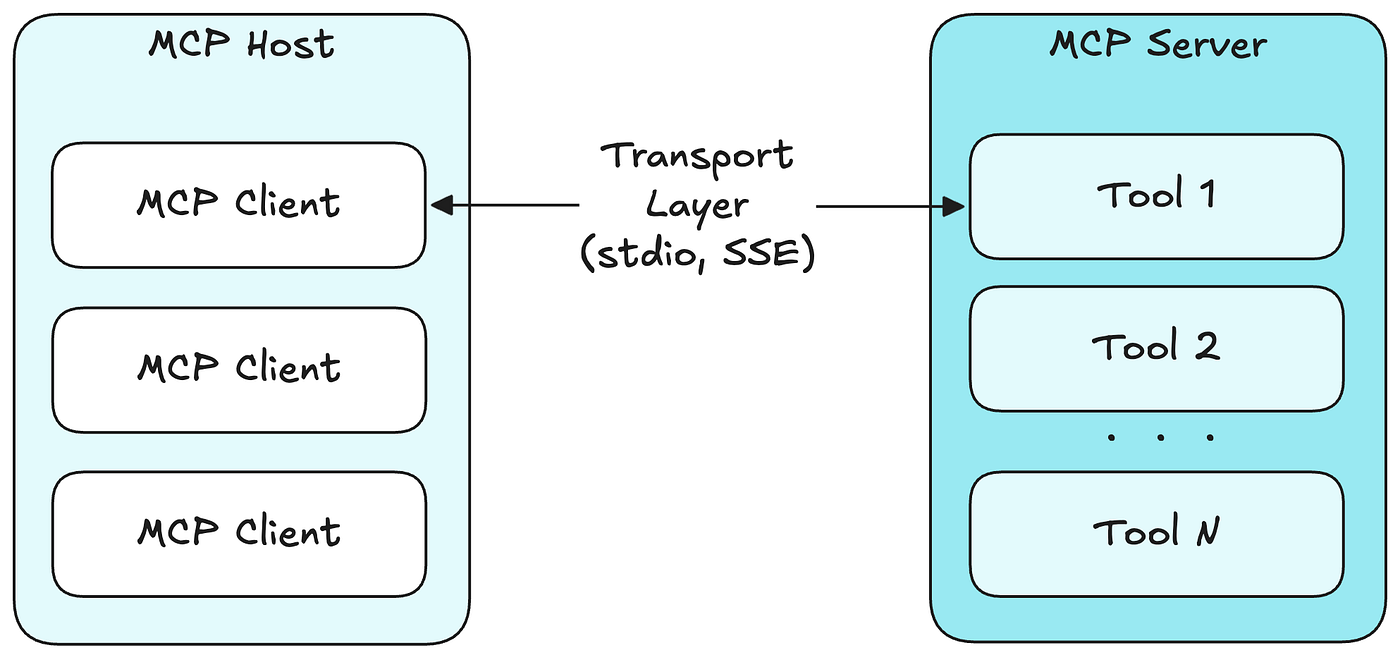 MCP Host
MCP Client
MCP Client
MCP Client
Transport
Layer
(stdio, SSE)
MCP Server
Tool 1
Tool 2
. . .
Tool N